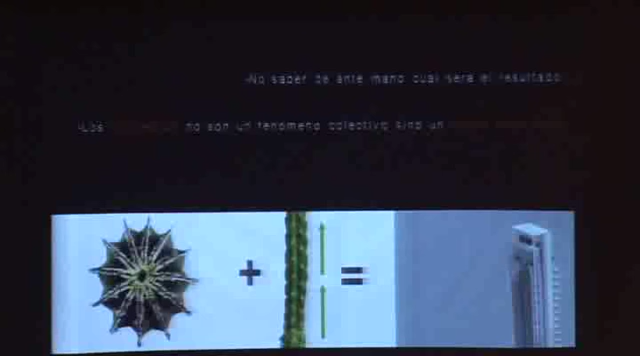 -No saber de ante mano cual sera el resultado
-Los no son un fenomeno colectivo sino un
+ =